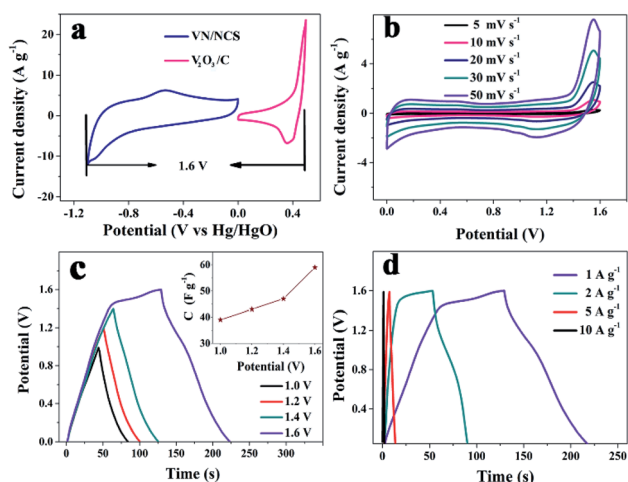 a
VN/NCS
V₂O₃/C
1.6 V
Current density (A g⁻¹)
20
10
0
-10
-20
-1.2
-0.8
-0.4
0.0
0.4
Potential (V vs Hg/HgO)
b
5 mV s⁻¹
10 mV s⁻¹
20 mV s⁻¹
30 mV s⁻¹
50 mV s⁻¹
Current density (A g⁻¹)
8
4
0
-4
0.0
0.4
0.8
1.2
1.6
Potential (V)
c
Potential (V)
1.6
1.2
0.8
0.4
0.0
0
50
100
150
200
250
300
Time (s)
C (F g⁻¹)
60
50
40
30
1.0
1.2
1.4
1.6
Potential (V)
1.0 V
1.2 V
1.4 V
1.6 V
d
1 A g⁻¹
2 A g⁻¹
5 A g⁻¹
10 A g⁻¹
Potential (V)
1.6
1.2
0.8
0.4
0
50
100
150
200
250
Time (s)